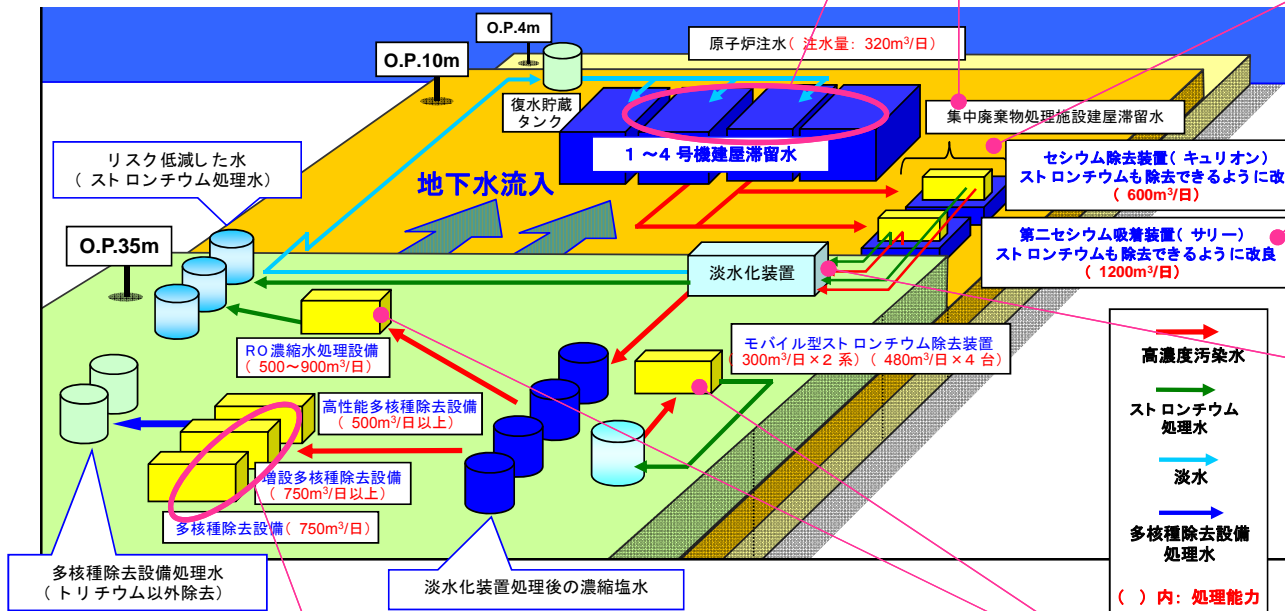 O.P.4m
原子炉注水( 注水量: 320m³/日)
O.P.10m
復水貯蔵
タンク
集中廃棄物処理施設建屋滞留水
1 ~4 号機建屋滞留水
リスク低減した水
( ストロンチウム処理水)
地下水流入
セシウム除去装置( キュリオン)
ストロンチウムも除去できるように改
( 600m³/日)
O.P.35m
第二セシウム吸着装置( サリー)
ストロンチウムも除去できるように改良
( 1200m³/日)
淡水化装置
RO濃縮水処理設備
( 500~900m³/日)
モバイル型ストロンチウム除去装置
( 300m³/日×2 系) ( 480m³/日×4 台)
高濃度汚染水
ストロンチウム
処理水
淡水
多核種除去設備
処理水
( ) 内: 処理能力
高性能多核種除去設備
( 500m³/日以上)
増設多核種除去設備
( 750m³/日以上)
多核種除去設備( 750m³/日)
多核種除去設備処理水
( トリチウム以外除去)
淡水化装置処理後の濃縮塩水